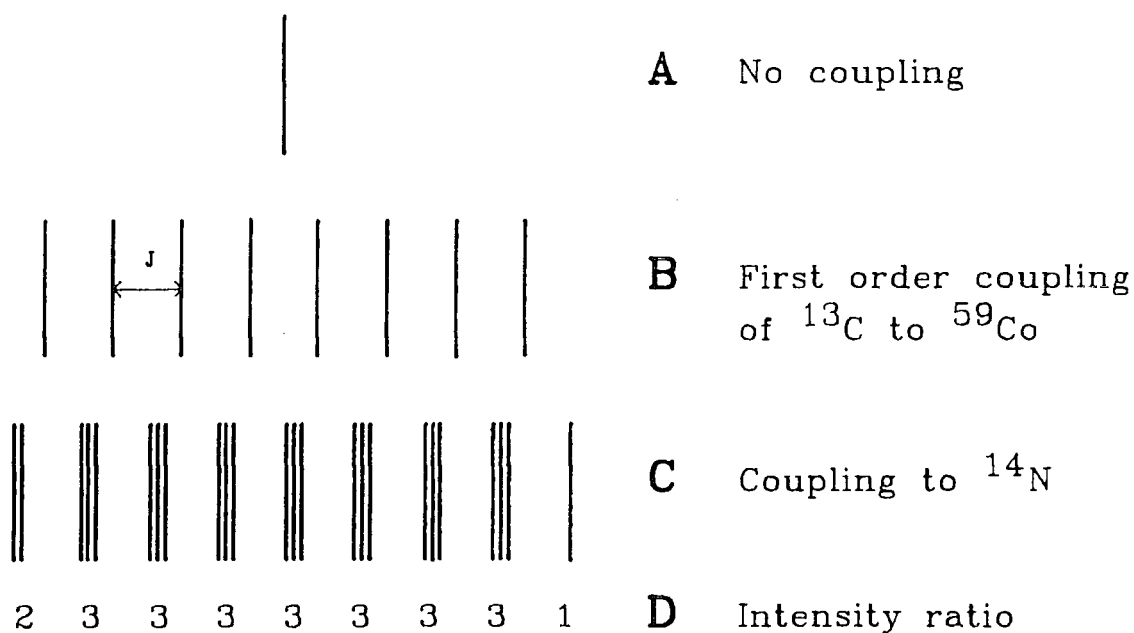 A No coupling
J
B First order coupling
of ¹³C to ⁵⁹Co
C Coupling to ¹⁴N
2 3 3 3 3 3 3 3 1 D Intensity ratio